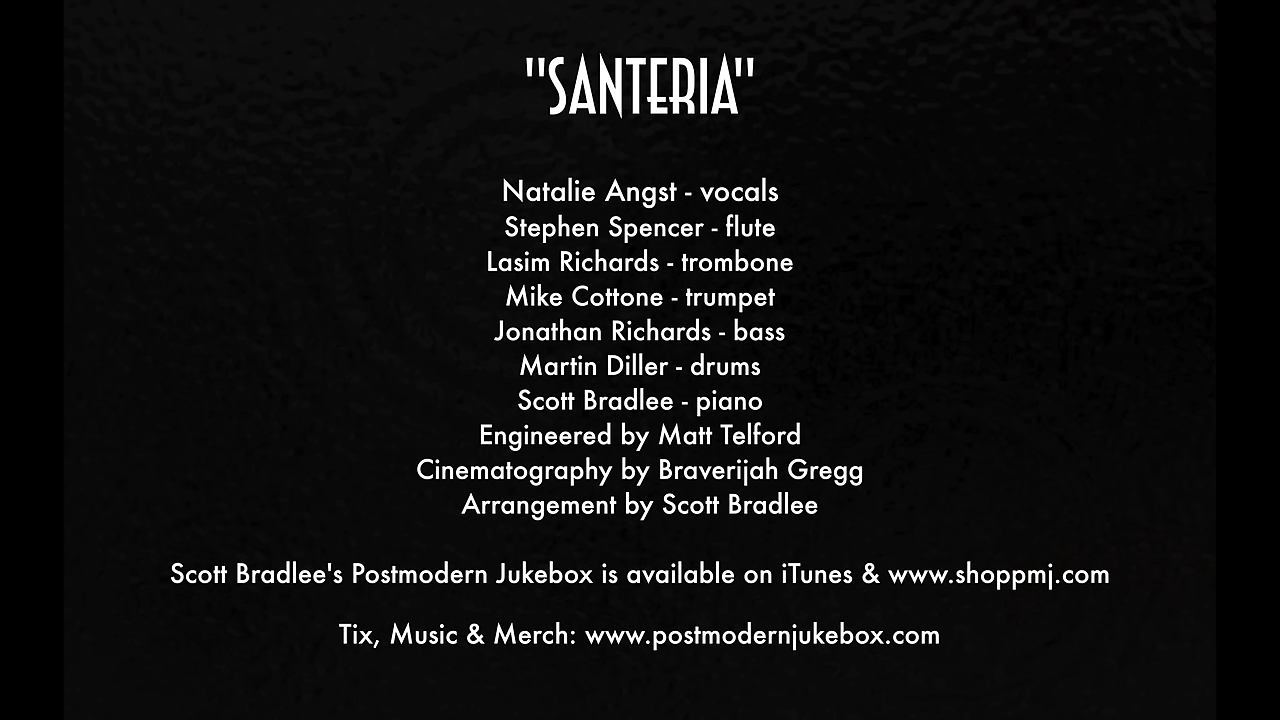 "SANTERIA"
Natalie Angst - vocals
Stephen Spencer - flute
Lasim Richards - trombone
Mike Cottone - trumpet
Jonathan Richards - bass
Martin Diller - drums
Scott Bradlee - piano
Engineered by Matt Telford
Cinematography by Braverijah Gregg
Arrangement by Scott Bradlee
Scott Bradlee's Postmodern Jukebox is available on iTunes & www.shoppmj.com
Tix, Music & Merch: www.postmodernjukebox.com